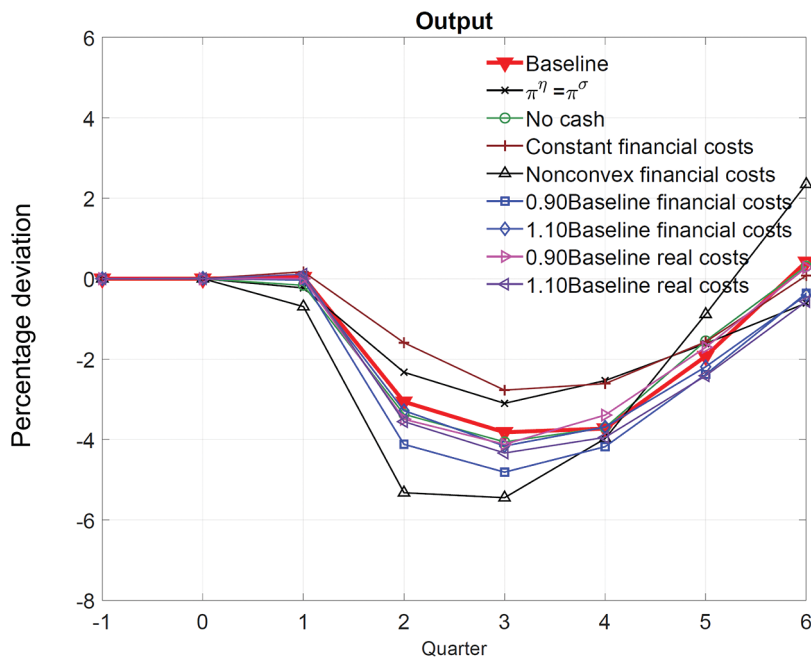 Output
Percentage deviation
6
4
2
0
-2
-4
-6
-8
Baseline
π^η =π^σ
No cash
Constant financial costs
Nonconvex financial costs
0.90Baseline financial costs
1.10Baseline financial costs
0.90Baseline real costs
1.10Baseline real costs
-1 0 1 2 3 4 5 6
Quarter